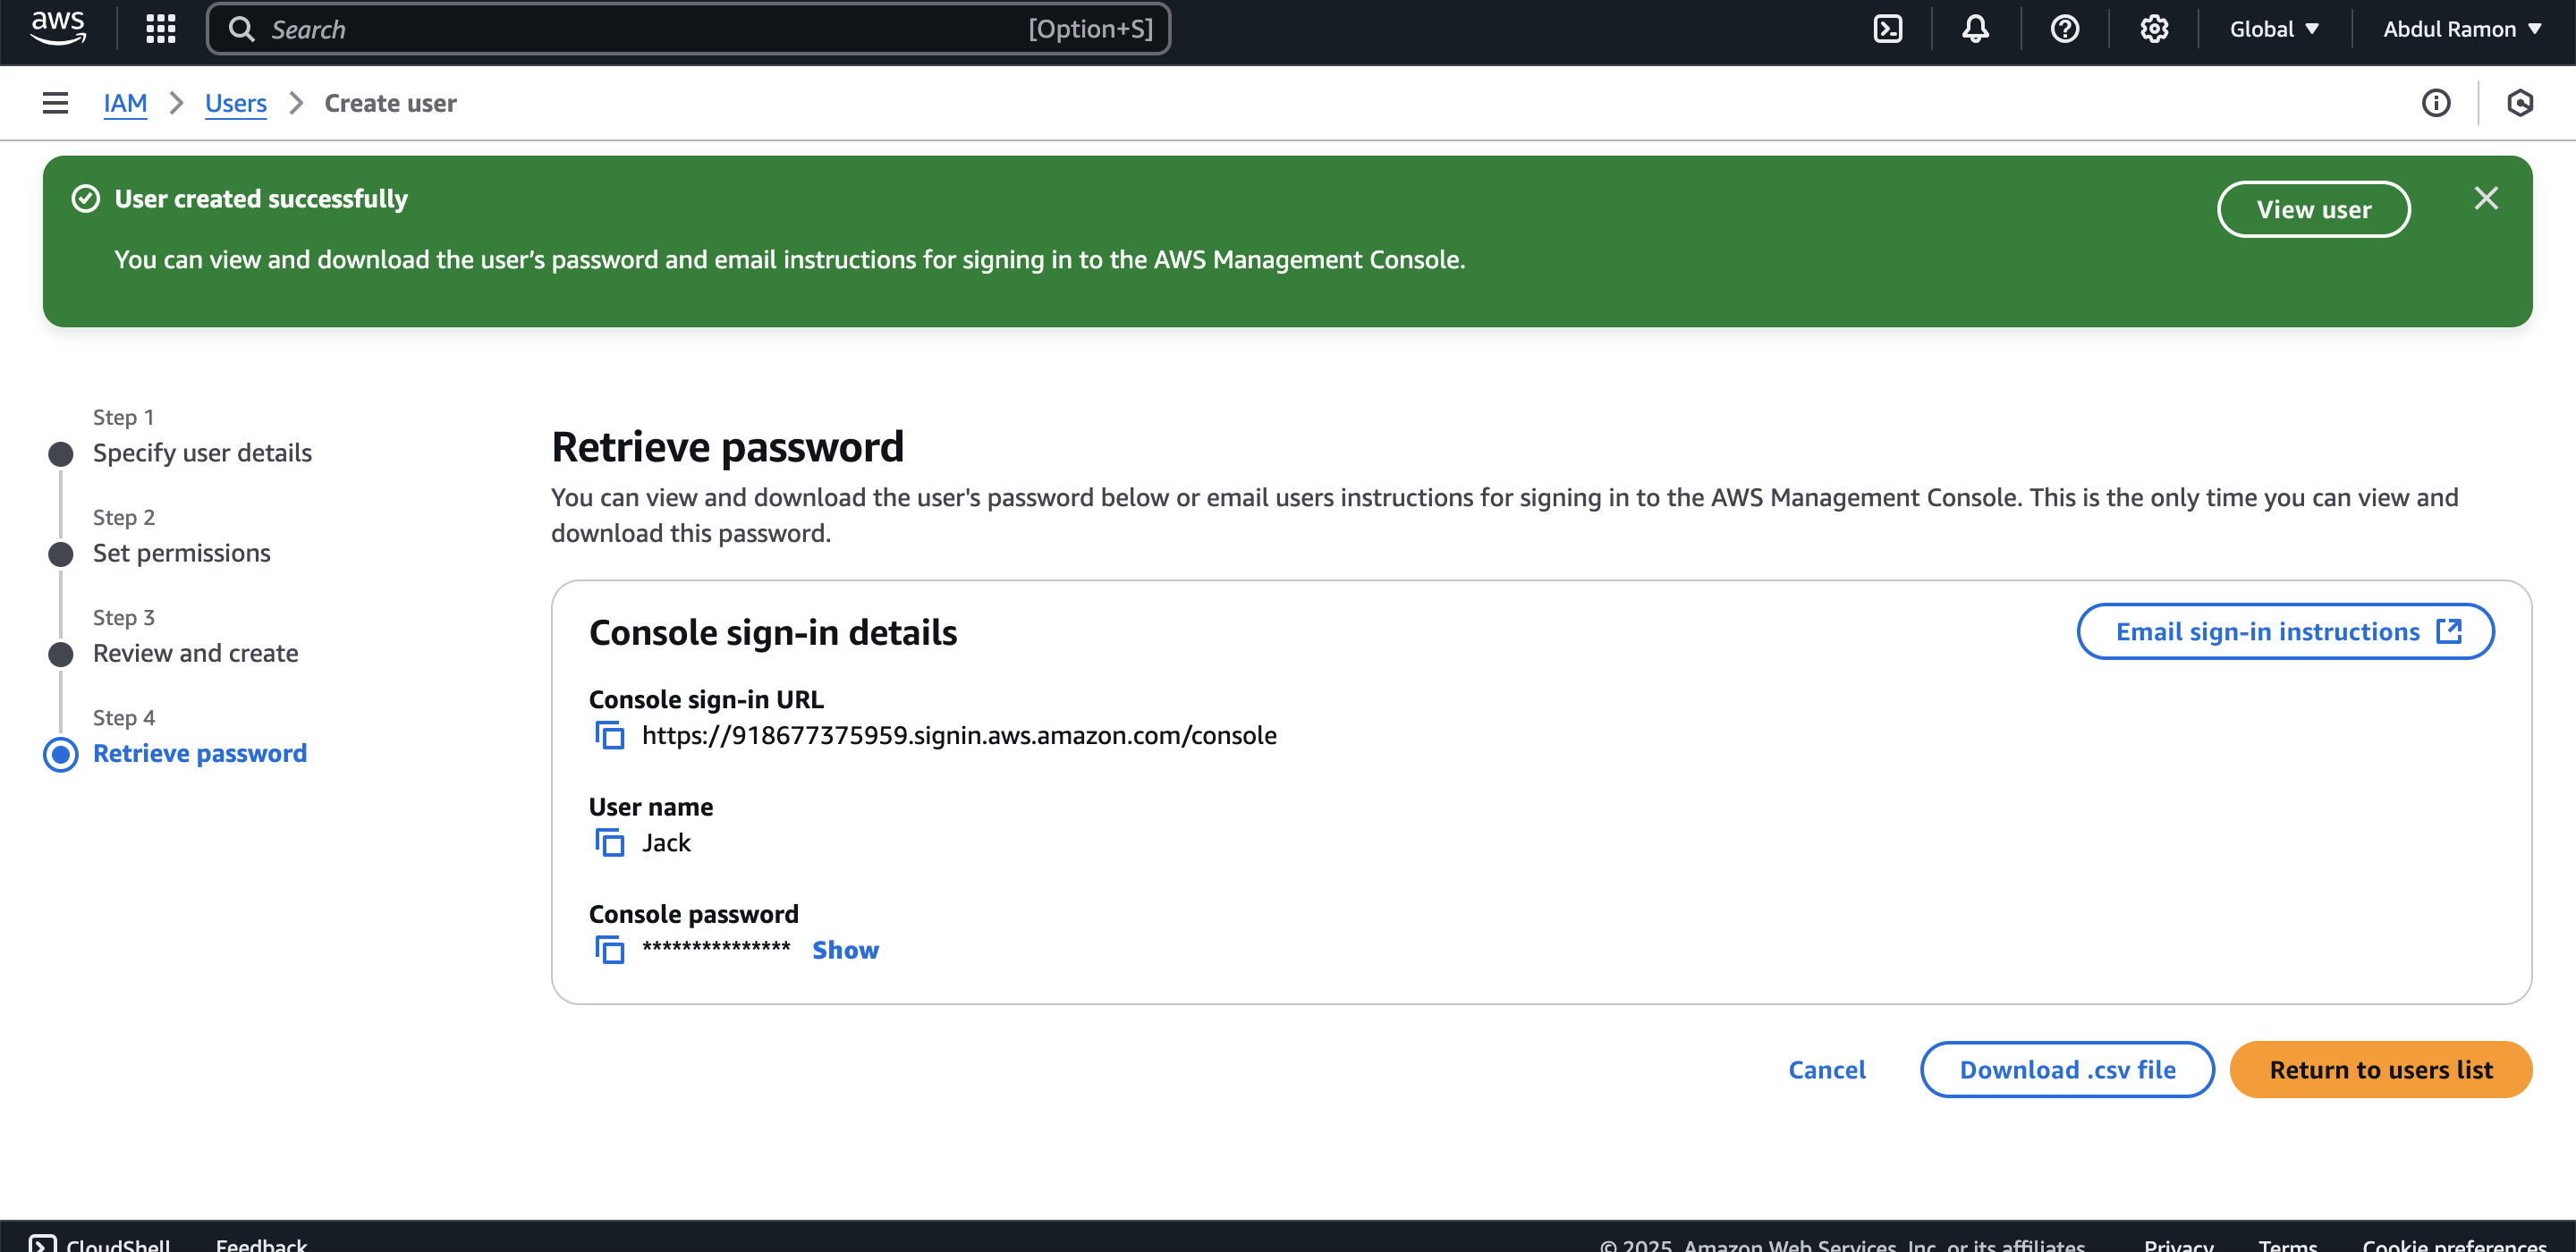 aws Search [Option+S] Global Abdul Ramon
IAM Users Create user
User created successfully
View user
You can view and download the user's password and email instructions for signing in to the AWS Management Console.
Step 1
Specify user details
Step 2
Set permissions
Step 3
Review and create
Step 4
Retrieve password
Retrieve password
You can view and download the user's password below or email users instructions for signing in to the AWS Management Console. This is the only time you can view and
download this password.
Console sign-in details
Email sign-in instructions
Console sign-in URL
https://918677375959.signin.aws.amazon.com/console
User name
Jack
Console password
*************** Show
Cancel Download .csv file Return to users list
CloudShell Feedback © 2025, Amazon Web Services, Inc. or its affiliates. Privacy Terms Cookie preferences